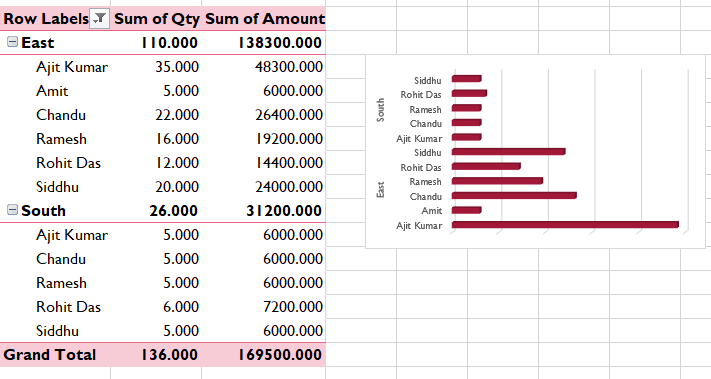 Row Labels Sum of Qty Sum of Amount
East 110.000 138300.000
Ajit Kumar 35.000 48300.000
Amit 5.000 6000.000
Chandu 22.000 26400.000
Ramesh 16.000 19200.000
Rohit Das 12.000 14400.000
Siddhu 20.000 24000.000
South 26.000 31200.000
Ajit Kumar 5.000 6000.000
Chandu 5.000 6000.000
Ramesh 5.000 6000.000
Rohit Das 6.000 7200.000
Siddhu 5.000 6000.000
Grand Total 136.000 169500.000
South
Siddhu
Rohit Das
Ramesh
Chandu
Ajit Kumar
East
Siddhu
Rohit Das
Ramesh
Chandu
Amit
Ajit Kumar